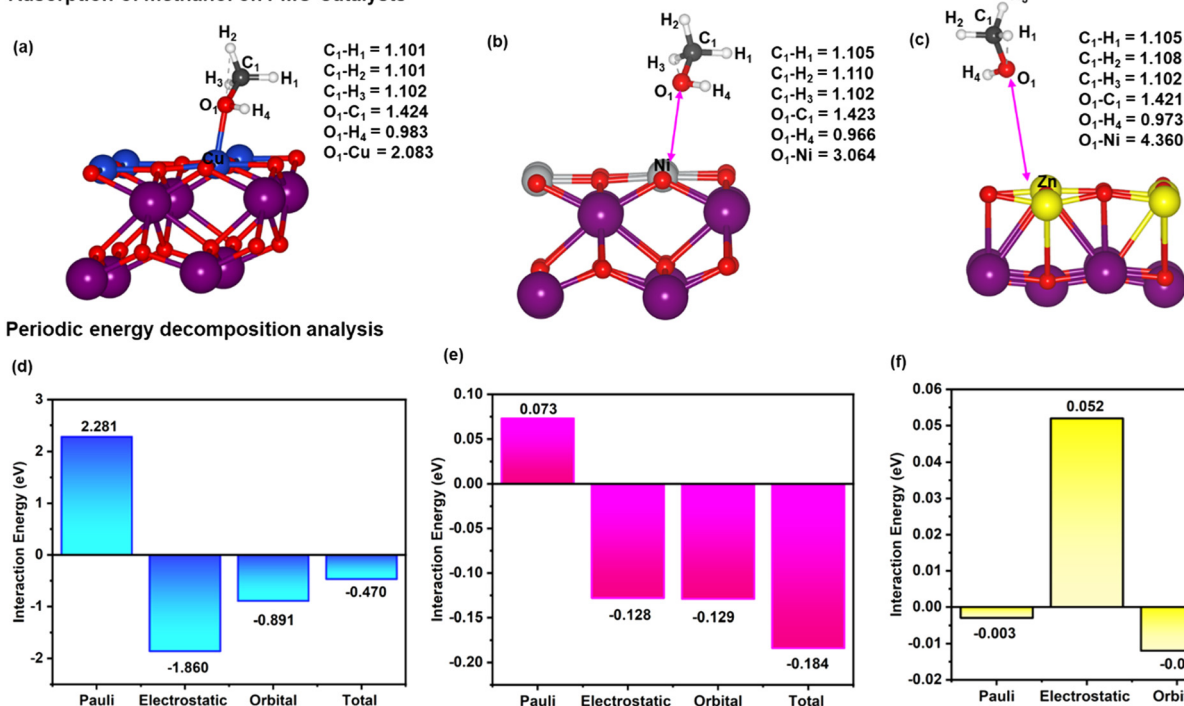 (a)
H2
C1
H3
H1
O1
H4
Cu
C1-H1 = 1.101
C1-H2 = 1.101
C1-H3 = 1.102
O1-C1 = 1.424
O1-H4 = 0.983
O1-Cu = 2.083
(b)
H2
C1
H3
H1
O1
H4
Ni
C1-H1 = 1.105
C1-H2 = 1.110
C1-H3 = 1.102
O1-C1 = 1.423
O1-H4 = 0.966
O1-Ni = 3.064
(c)
H2
C1
H1
H4
O1
Zn
C1-H1 = 1.105
C1-H2 = 1.108
C1-H3 = 1.102
O1-C1 = 1.421
O1-H4 = 0.973
O1-Ni = 4.360
Periodic energy decomposition analysis
(d)
Interaction Energy (eV)
3
2
1
0
-1
-2
2.281
-1.860
-0.891
-0.470
Pauli Electrostatic Orbital Total
(e)
Interaction Energy (eV)
0.10
0.05
0.00
-0.05
-0.10
-0.15
-0.20
0.073
-0.128
-0.129
-0.184
Pauli Electrostatic Orbital Total
(f)
Interaction Energy (eV)
0.06
0.05
0.04
0.03
0.02
0.01
0.00
-0.01
-0.02
-0.003
0.052
Pauli Electrostatic